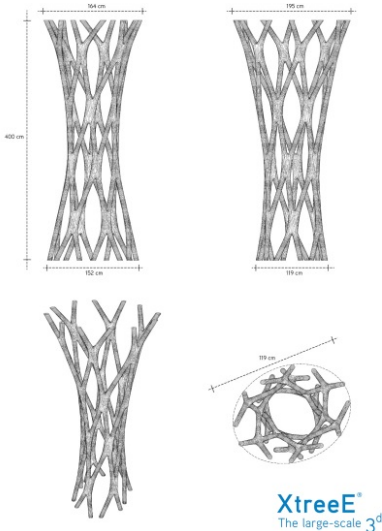 164 cm
195 cm
400 cm
152 cm
119 cm
119 cm
XtreeE®
The large-scale 3d